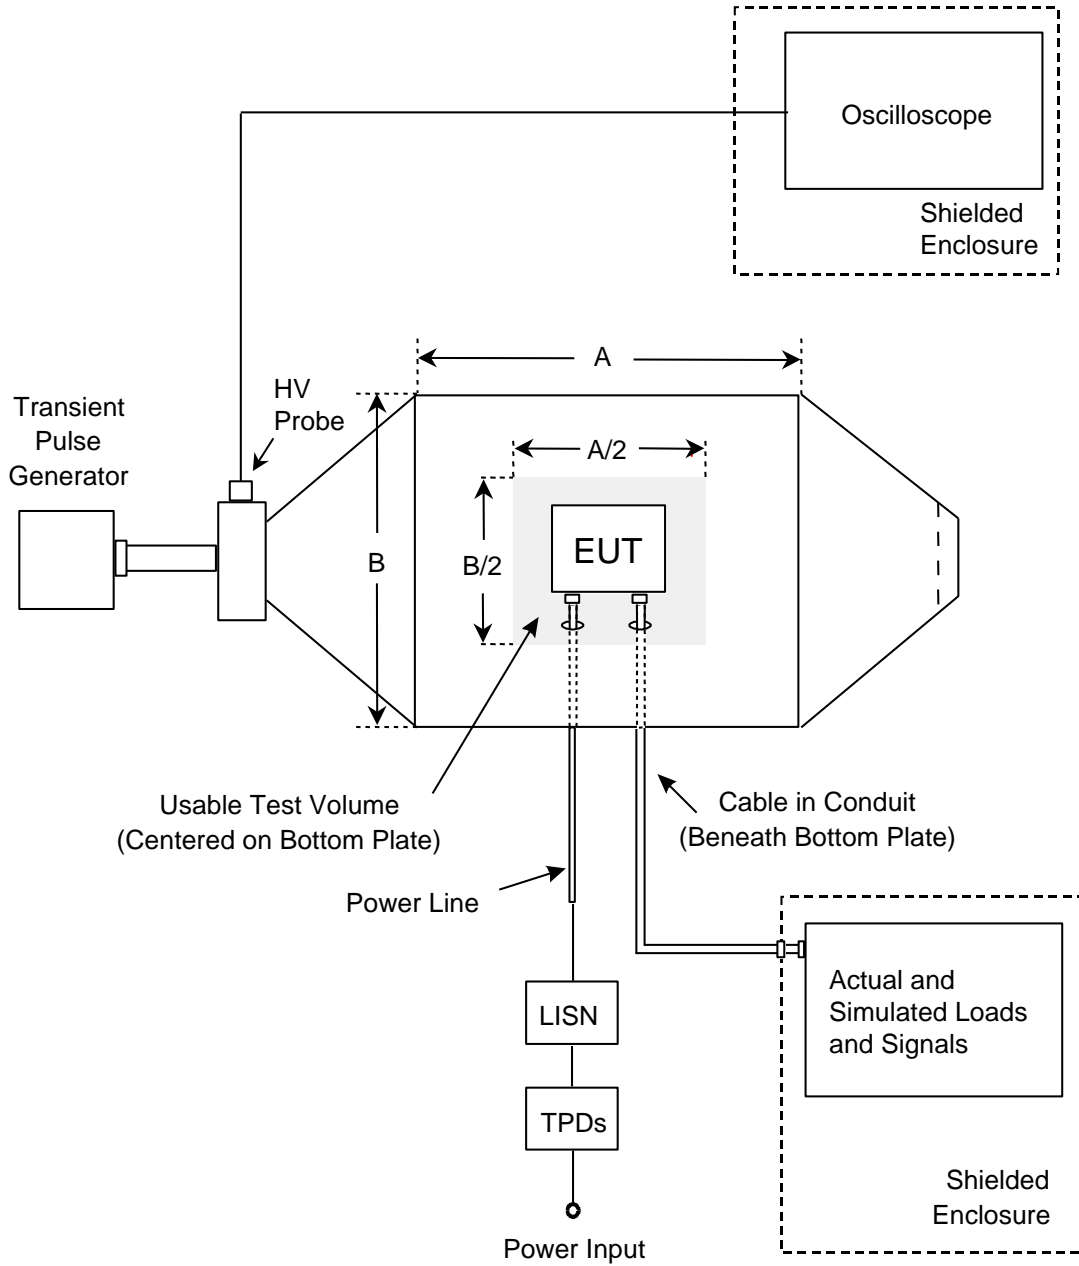 Oscilloscope
Shielded
Enclosure
A
HV
Probe
Transient
Pulse
Generator
A/2
B
B/2
EUT
Usable Test Volume
(Centered on Bottom Plate)
Cable in Conduit
(Beneath Bottom Plate)
Power Line
Actual and
Simulated Loads
and Signals
LISN
TPDs
Shielded
Enclosure
Power Input